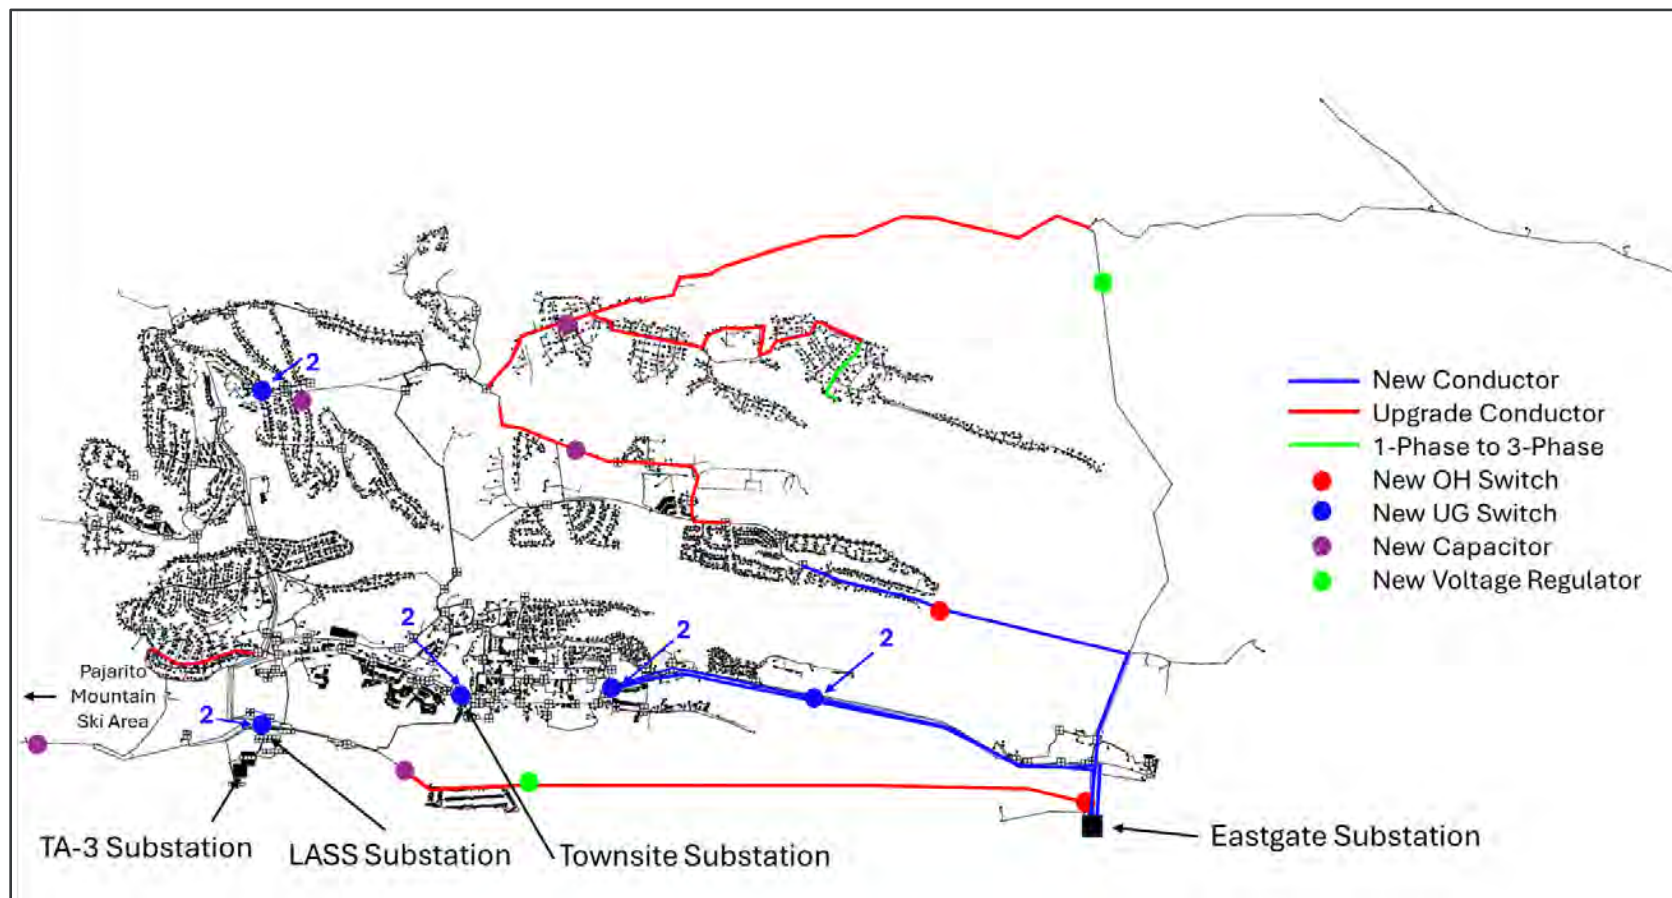 2
New Conductor
Upgrade Conductor
1-Phase to 3-Phase
New OH Switch
New UG Switch
New Capacitor
New Voltage Regulator
2
2
2
Pajarito
Mountain
Ski Area
2
TA-3 Substation
LASS Substation
Townsite Substation
Eastgate Substation